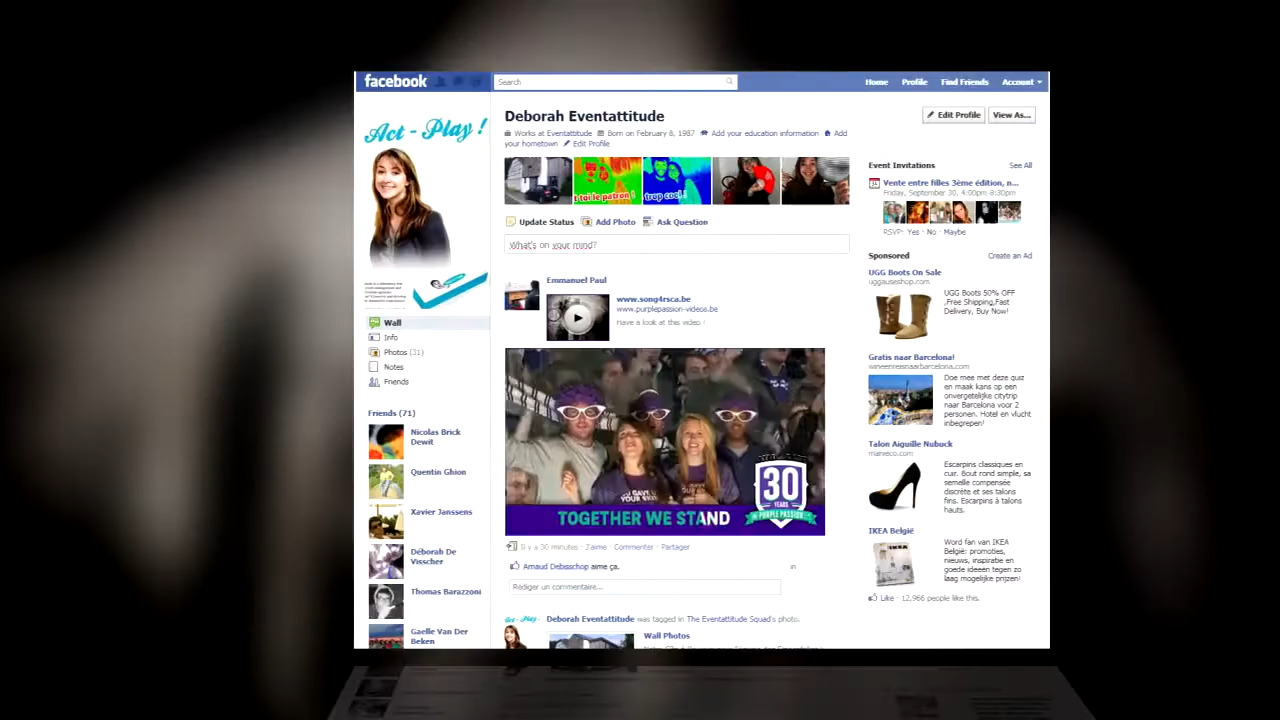 facebook
Search
Home
Profile
Find Friends
Account
Act - Play !
Deborah Eventattitude
Edit Profile
View As...
Works at Eventattitude
Born on February 8, 1987
Add your education information
Add
your hometown
Edit Profile
t toi le patron !
trop cool !
Update Status
Add Photo
Ask Question
What's on your mind?
Emmanuel Paul
www.song4rsca.be
www.purplepassion-videos.be
Have a look at this video !
30
YEARS
PURPLE PASSION
TOGETHER WE STAND
Il y a 30 minutes · J'aime · Commenter · Partager
Arnaud Debisschop aime ça.
Rédiger un commentaire...
Deborah Eventattitude was tagged in The Eventattitude Squad's photo.
Wall Photos
Wall
Info
Photos (31)
Notes
Friends
Friends (71)
Nicolas Brick
Dewit
Quentin Ghion
Xavier Janssens
Déborah De
Visscher
Thomas Barazzoni
Gaelle Van Der
Beken
Event Invitations
See All
31
Vente entre filles 3ème édition, n...
Friday, September 30, 4:00pm 8:30pm
RSVP: Yes · No · Maybe
Sponsored
Create an Ad
UGG Boots On Sale
uggauseshop.com
UGG Boots 50% OFF
,Free Shipping,Fast
Delivery, Buy Now!
Gratis naar Barcelona!
wineenreisnaarbarcelona.com
Doe mee met deze quiz
en maak kans op een
onvergetelijke citytrip
naar Barcelona voor 2
personen. Hotel en vlucht
inbegrepen!
Talon Aiguille Nubuck
Escarpins classiques en
cuir. Bout rond simple, sa
semelle compensée
discrète et ses talons
fins. Escarpins à talons
hauts.
IKEA België
IKEA
Word fan van IKEA
België: promoties,
nieuws, inspiratie en
goede ideeën tegen zo
laag mogelijke prijzen!
Like · 12,966 people like this.